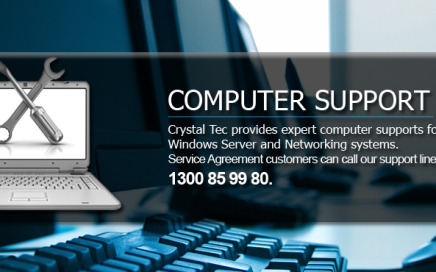 COMPUTER SUPPORT
Crystal Tec provides expert computer supports fo
Windows Server and Networking systems.
Service Agreement customers can call our support line
1300 85 99 80.